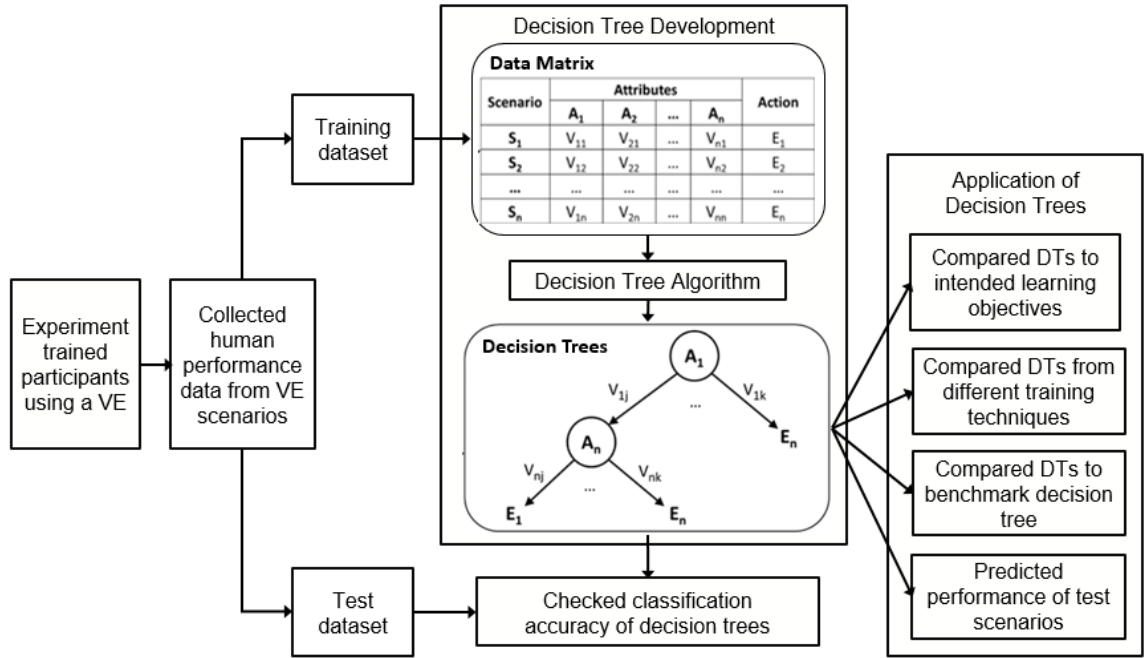 Decision Tree Development
Data Matrix
Scenario Attributes Action
A1 A2 ... An
S1 V11 V21 ... Vn1 E1
S2 V12 V22 ... Vn2 E2
... ... ... ... ... ...
Sn V1n V2n ... Vnn En
Decision Tree Algorithm
Decision Trees
A1
V1j V1k
...
An En
Vnj Vnk
...
E1 En
Training
dataset
Experiment
trained
participants
using a VE
Collected
human
performance
data from VE
scenarios
Test
dataset
Checked classification
accuracy of decision trees
Application of
Decision Trees
Compared DTs to
intended learning
objectives
Compared DTs from
different training
techniques
Compared DTs to
benchmark decision
tree
Predicted
performance of test
scenarios